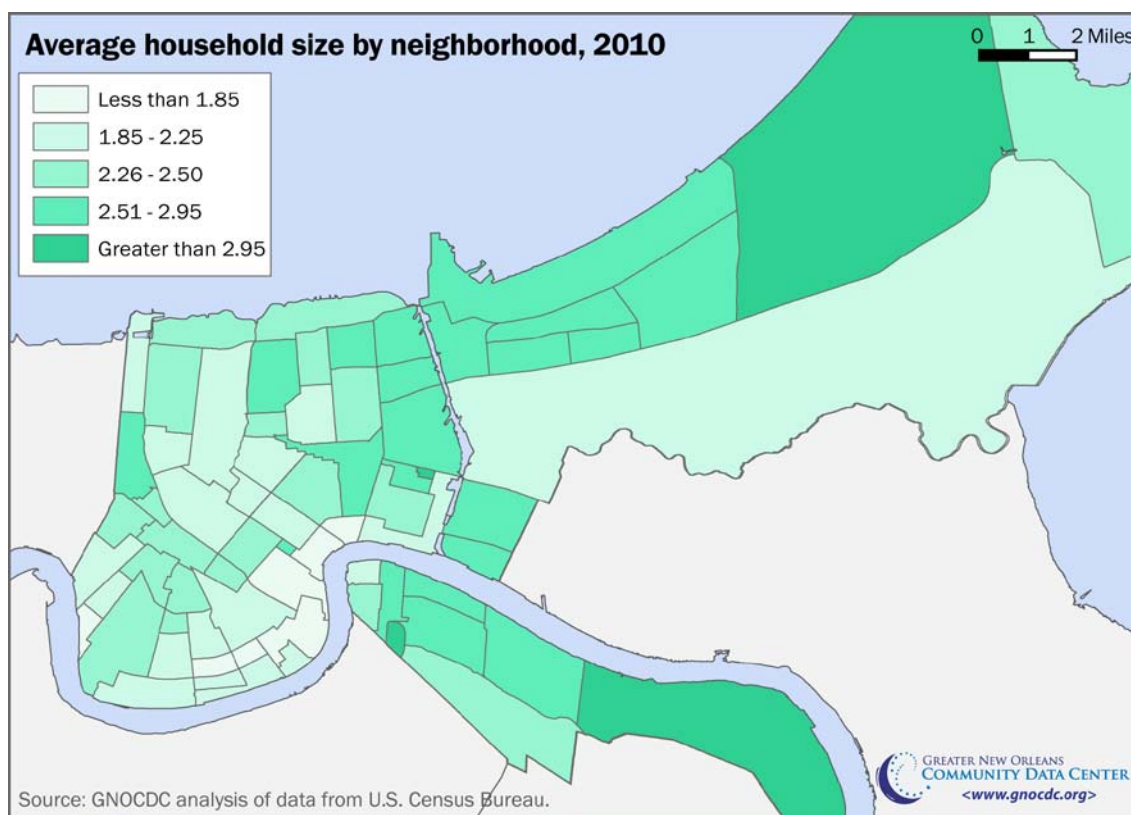 Average household size by neighborhood, 2010
0 1 2 Miles
Less than 1.85
1.85 - 2.25
2.26 - 2.50
2.51 - 2.95
Greater than 2.95
GREATER NEW ORLEANS
COMMUNITY DATA CENTER
<www.gnocdc.org>
Source: GNOCDC analysis of data from U.S. Census Bureau.